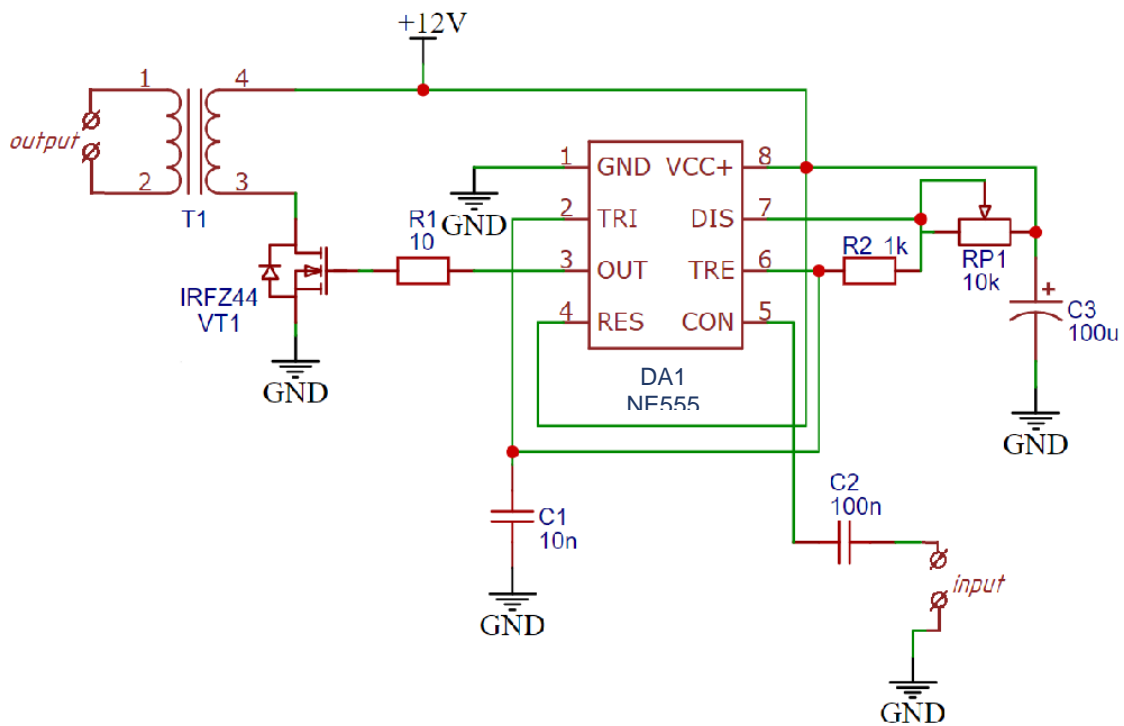 +12V
1
4
output
2
3
T1
1
GND
VCC+
8
GND
2
TRI
DIS
7
R1
10
R2 1k
RP1
10k
3
OUT
TRE
6
IRFZ44
VT1
4
RES
CON
5
+
C3
100u
GND
DA1
NE555
GND
C2
100n
C1
10n
input
GND
GND